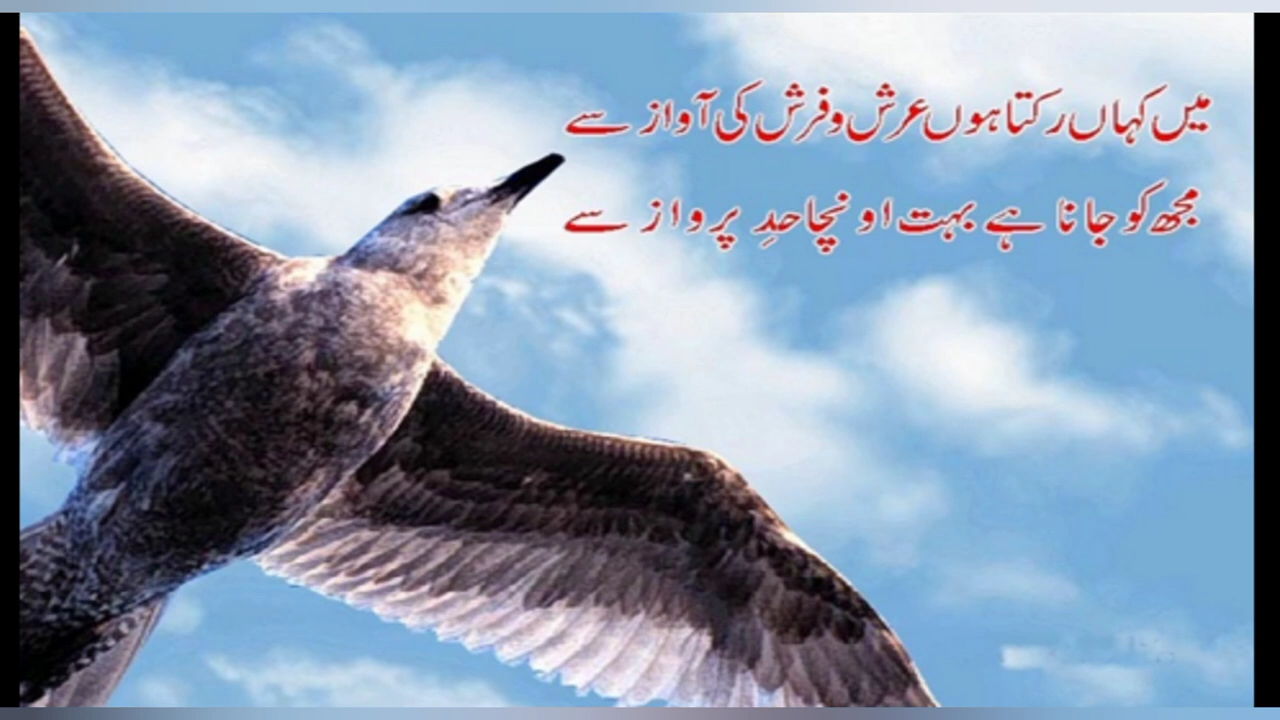 میں کہاں رکتا ہوں عرش و فرش کی آواز سے
مجھ کو جانا ہے بہت اونچا حدِ پرواز سے